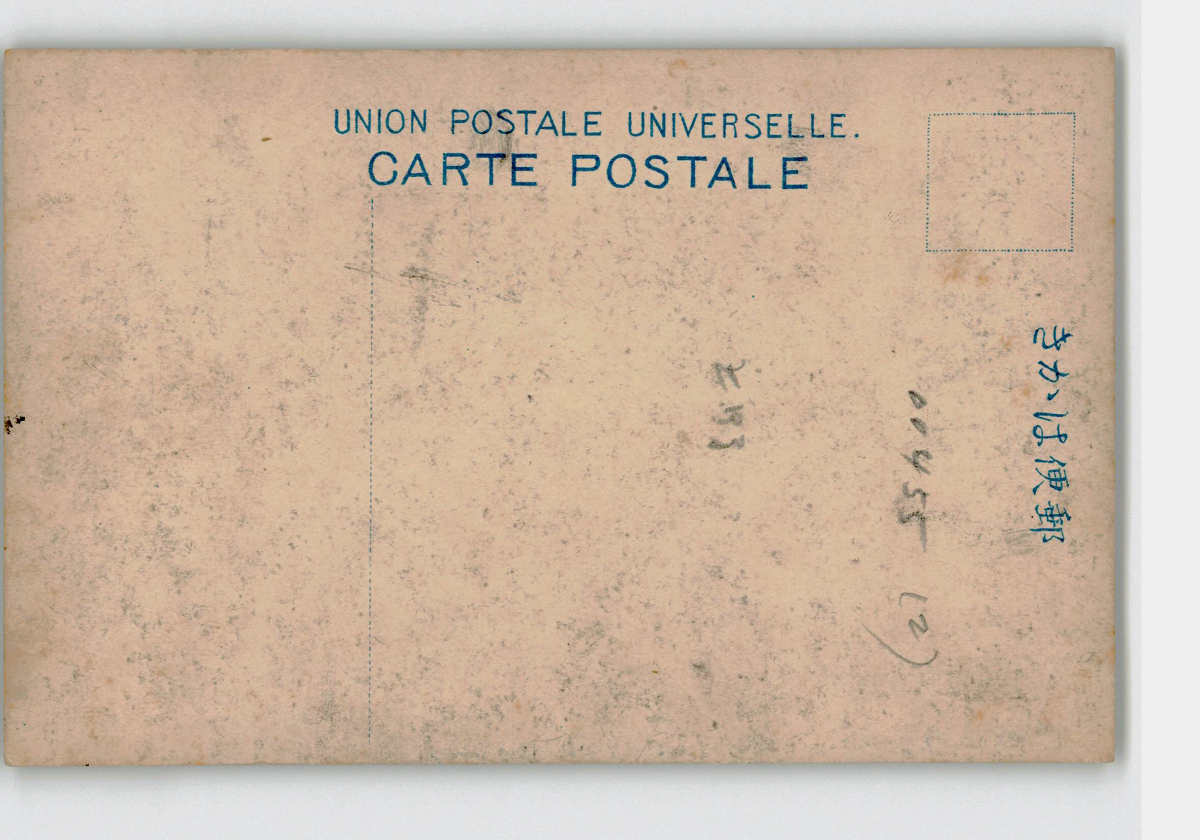 UNION POSTALE UNIVERSELLE.
CARTE POSTALE
きかは便郵
00455
(2)